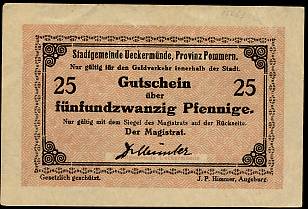 Stadtgemeinde Ueckermünde, Provinz Pommern.
Nur gültig für den Geldverkehr innerhalb der Stadt.
25 Gutschein 25
über
fünfundzwanzig Pfennige.
Nur gültig mit dem Siegel des Magistrats auf der Rückseite.
Der Magistrat.
Gesetzlich geschützt. J. P. Himmer, Augsburg.